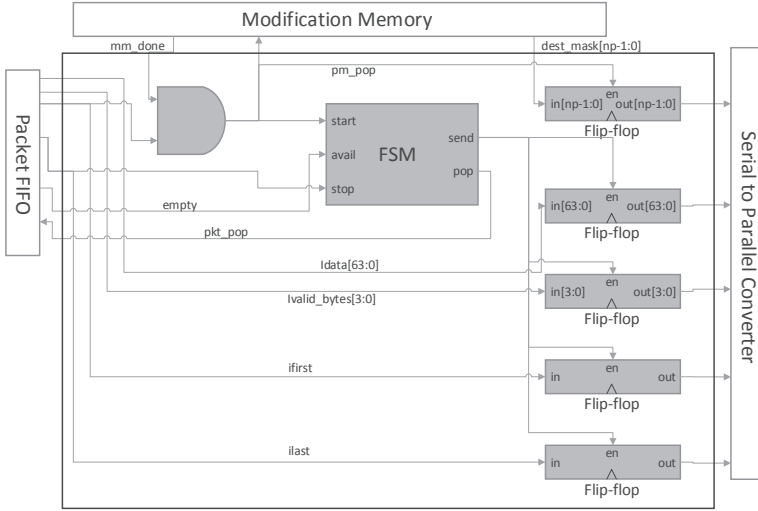 Modification Memory
mm_done
dest_mask[np-1:0]
pm_pop
en
in[np-1:0] out[np-1:0]
Flip-flop
Packet FIFO
start
avail
stop
FSM
send
pop
empty
pkt_pop
en
in[63:0] out[63:0]
Flip-flop
Idata[63:0]
en
in[3:0] out[3:0]
Flip-flop
Ivalid_bytes[3:0]
ifirst
en
in out
Flip-flop
ilast
en
in out
Flip-flop
Serial to Parallel Converter